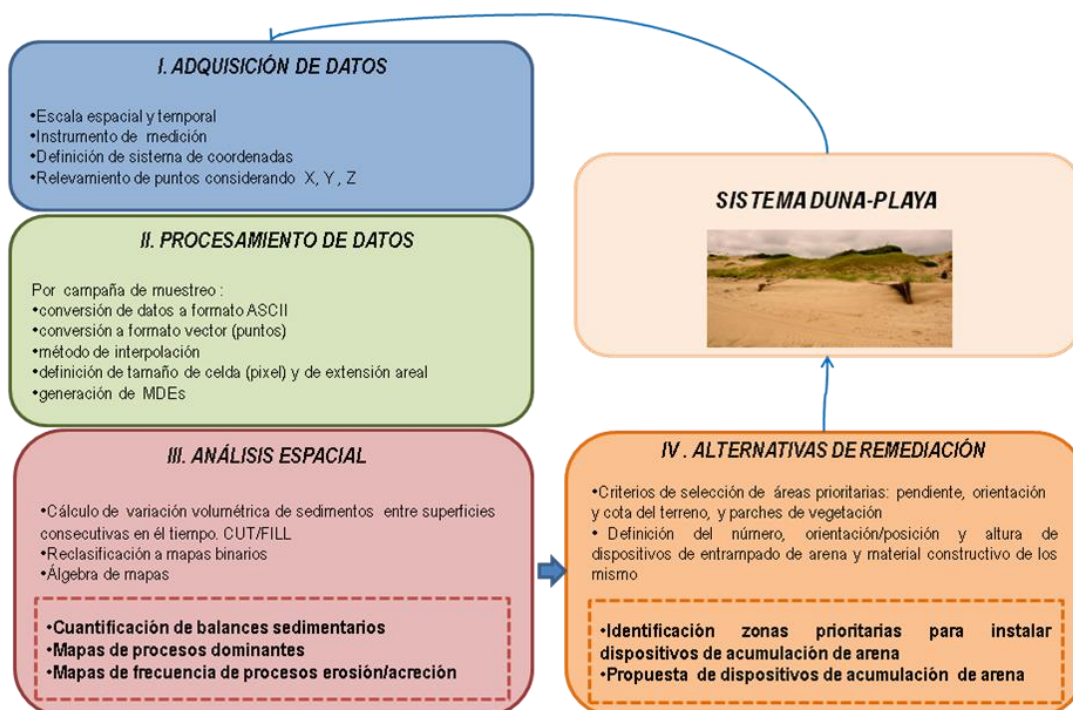 I. ADQUISICIÓN DE DATOS
•Escala espacial y temporal
•Instrumento de medición
•Definición de sistema de coordenadas
•Relevamiento de puntos considerando X, Y, Z
II. PROCESAMIENTO DE DATOS
Por campaña de muestreo :
•conversión de datos a formato ASCII
•conversión a formato vector (puntos)
•método de interpolación
•definición de tamaño de celda (pixel) y de extensión areal
•generación de MDEs
III. ANÁLISIS ESPACIAL
•Cálculo de variación volumétrica de sedimentos entre superficies
consecutivas en él tiempo. CUT/FILL
•Reclasificación a mapas binarios
•Álgebra de mapas
•Cuantificación de balances sedimentarios
•Mapas de procesos dominantes
•Mapas de frecuencia de procesos erosión/acreción
IV . ALTERNATIVAS DE REMEDIACIÓN
•Criterios de selección de áreas prioritarias: pendiente, orientación
y cota del terreno, y parches de vegetación
• Definición del número, orientación/posición y altura de
dispositivos de entrampado de arena y material constructivo de los
mismo
•Identificación zonas prioritarias para instalar
dispositivos de acumulación de arena
•Propuesta de dispositivos de acumulación de arena
SISTEMA DUNA-PLAYA